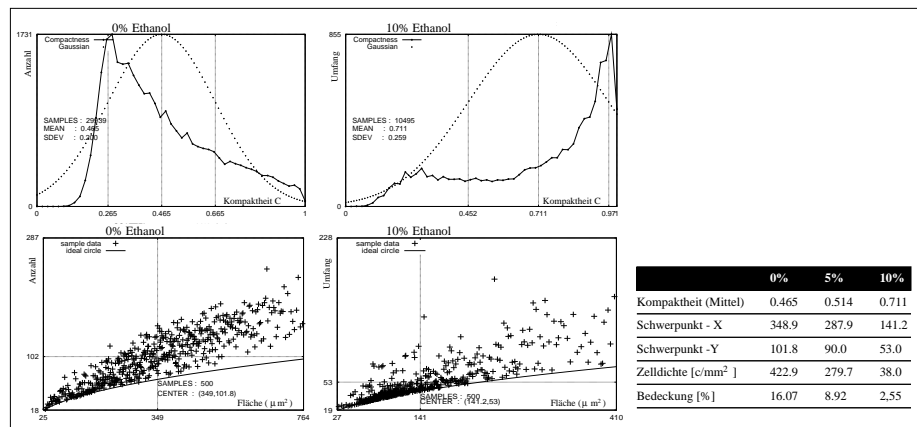 0% Ethanol
1731
Anzahl
Compactness
Gaussian
SAMPLES : 29939
MEAN : 0.465
SDEV : 0.200
0
0 0.265 0.465 0.665 1
Kompaktheit C
10% Ethanol
855
Umfang
Compactness
Gaussian
SAMPLES : 10495
MEAN : 0.711
SDEV : 0.259
0
0 0.452 0.711 0.971
Kompaktheit C
0% Ethanol
287
Anzahl
sample data
ideal circle
102
SAMPLES : 500
CENTER : (349,101.8)
Fläche (μ m²)
18
25 349 764
10% Ethanol
228
Umfang
sample data
ideal circle
53
SAMPLES : 500
CENTER : (141.2,53)
Fläche (μ m²)
19
27 141 410
0% 5% 10%
Kompaktheit (Mittel) 0.465 0.514 0.711
Schwerpunkt - X 348.9 287.9 141.2
Schwerpunkt -Y 101.8 90.0 53.0
Zelldichte [c/mm² ] 422.9 279.7 38.0
Bedeckung [%] 16.07 8.92 2,55